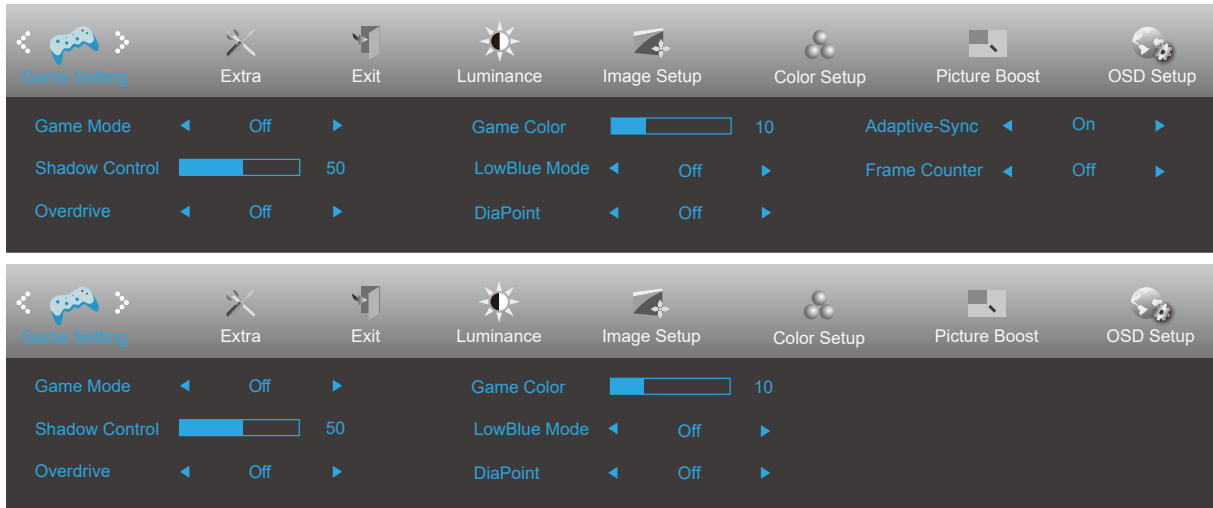 Game Setting Extra Exit Luminance Image Setup Color Setup Picture Boost OSD Setup
Game Mode Off Game Color 10 Adaptive-Sync On
Shadow Control 50 LowBlue Mode Off Frame Counter Off
Overdrive Off DiaPoint Off
Game Setting Extra Exit Luminance Image Setup Color Setup Picture Boost OSD Setup
Game Mode Off Game Color 10
Shadow Control 50 LowBlue Mode Off
Overdrive Off DiaPoint Off